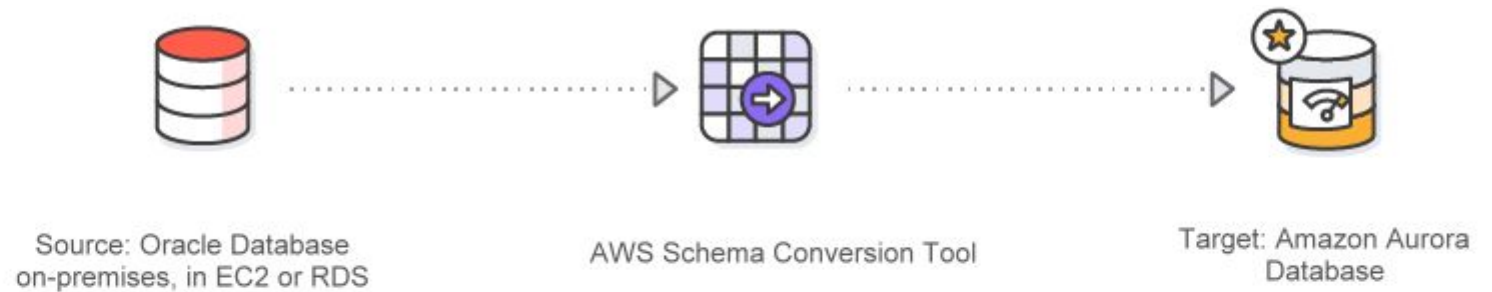 Source: Oracle Database
on-premises, in EC2 or RDS
AWS Schema Conversion Tool
Target: Amazon Aurora
Database